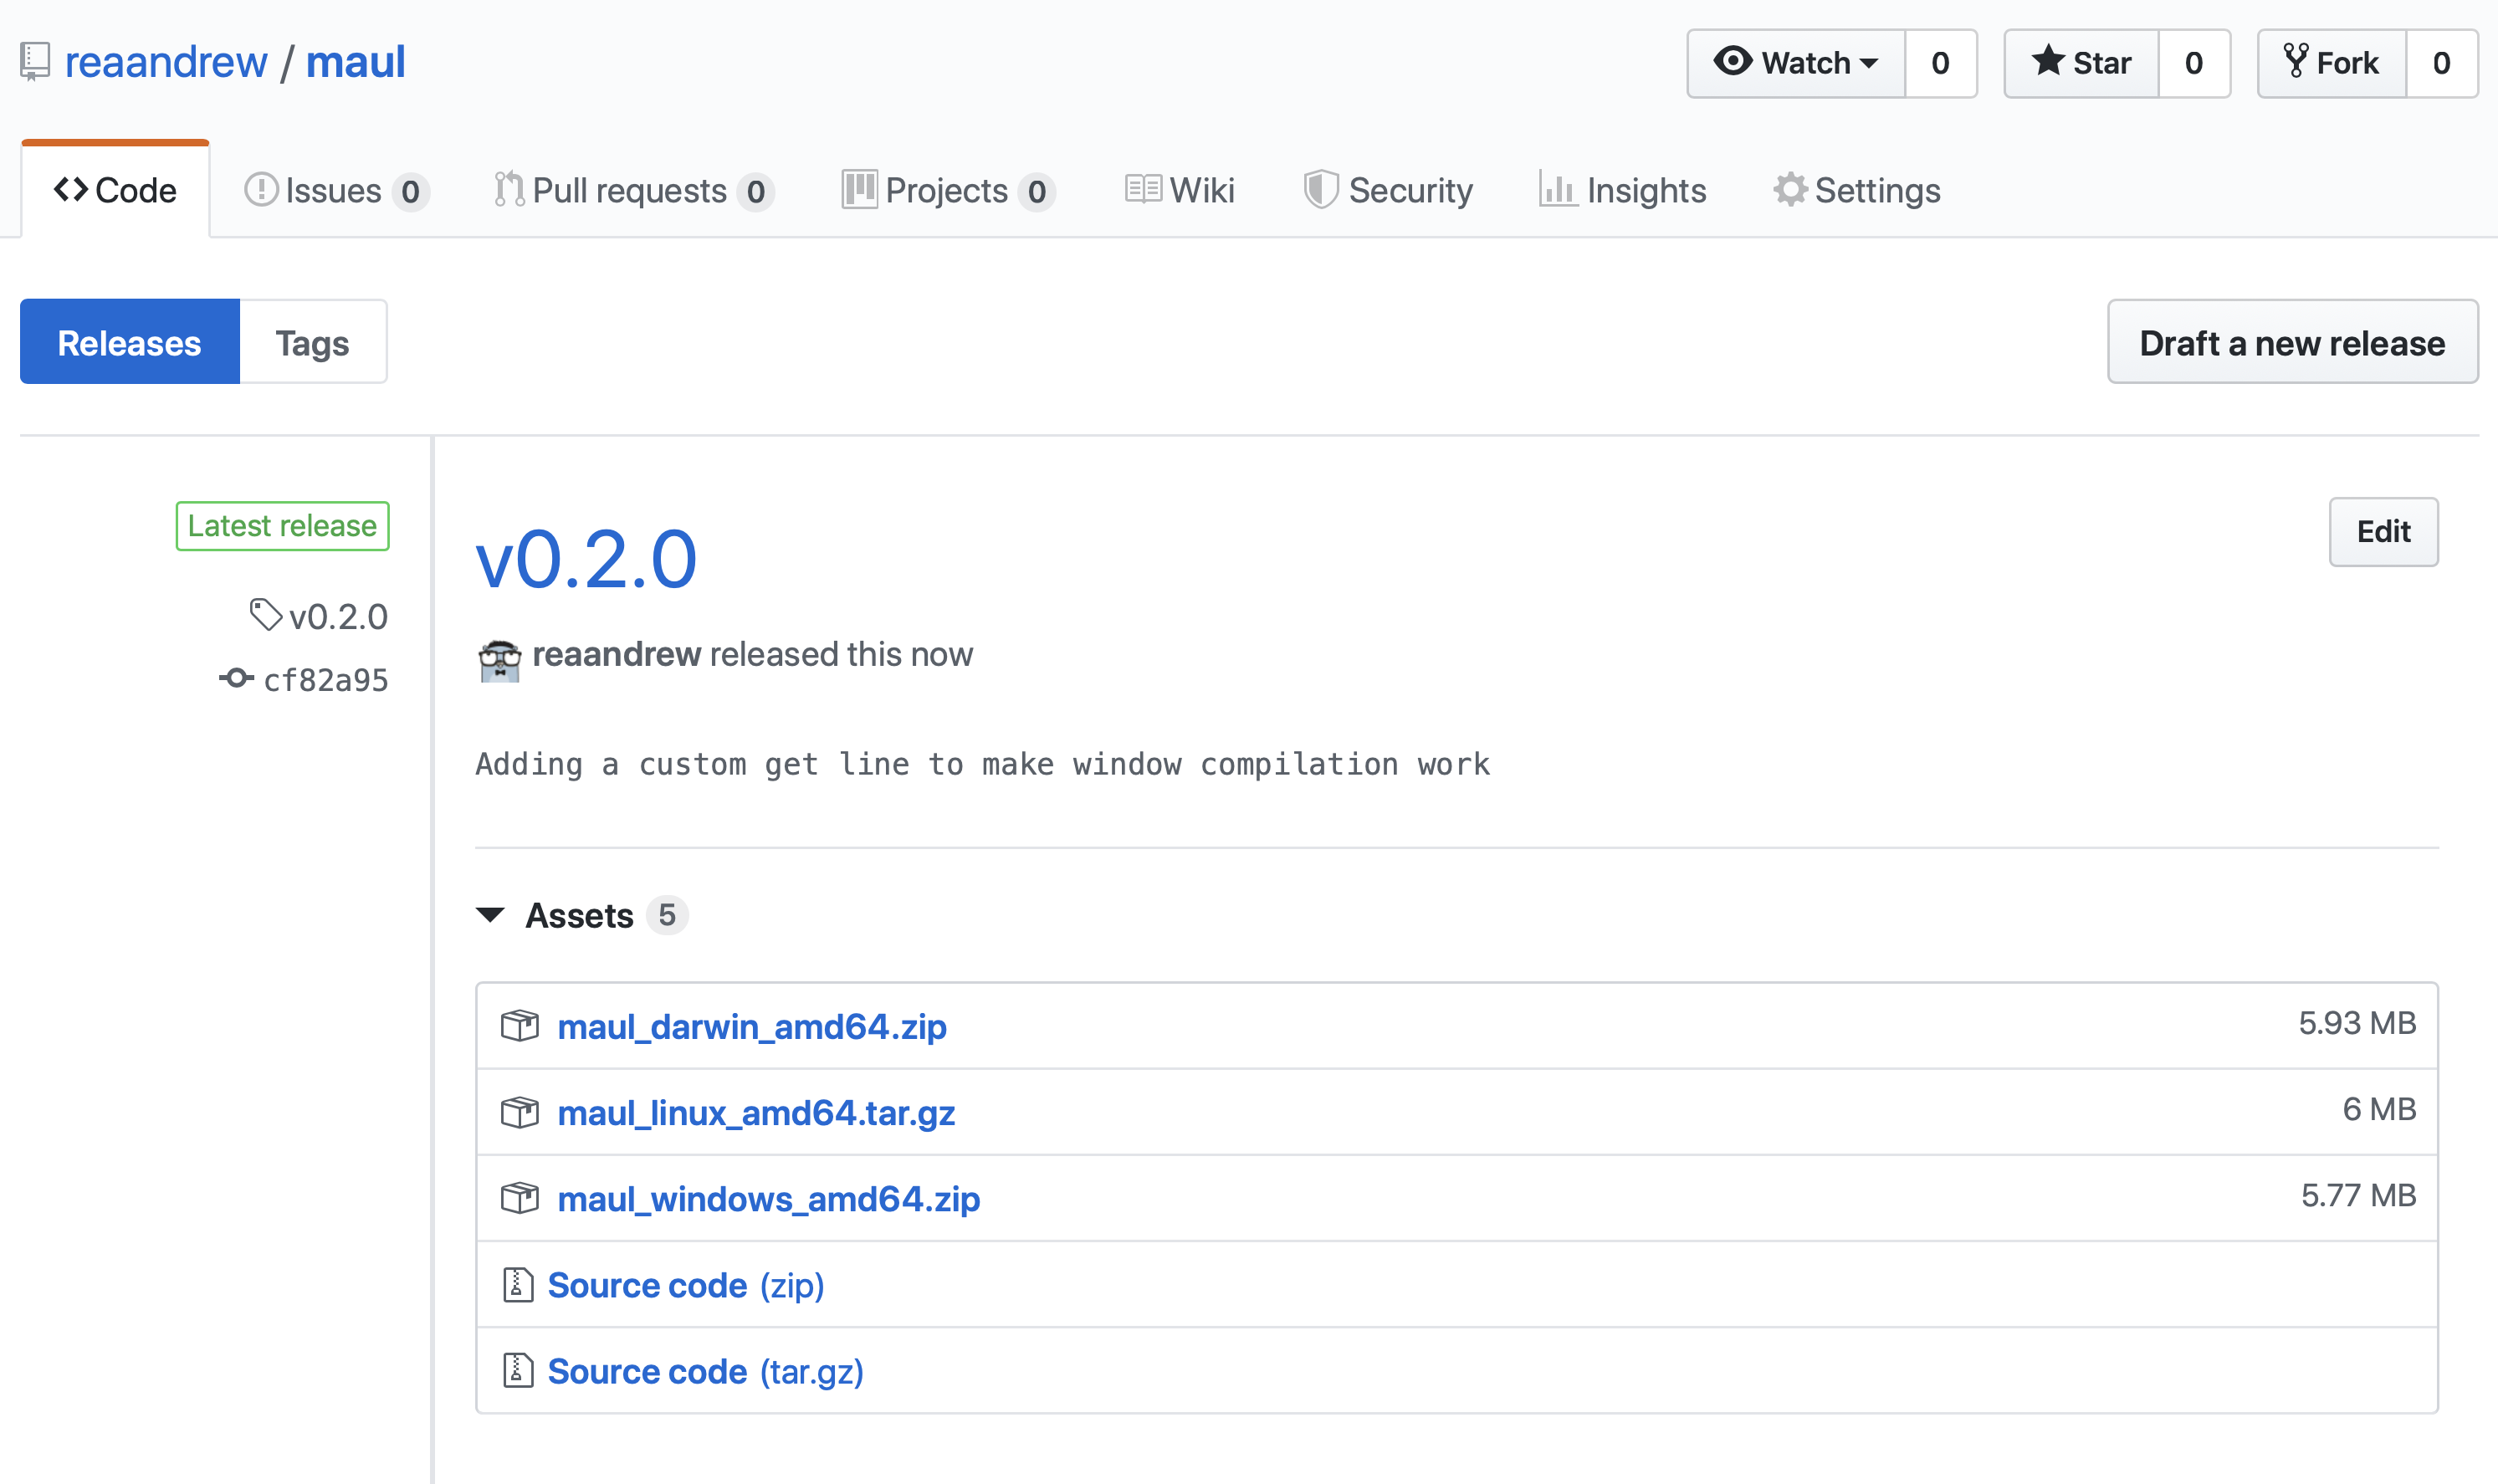 reaandrew / maul
Watch 0 Star 0 Fork 0
Code Issues 0 Pull requests 0 Projects 0 Wiki Security Insights Settings
Releases Tags Draft a new release
Latest release
v0.2.0
cf82a95
v0.2.0
Edit
reaandrew released this now
Adding a custom get line to make window compilation work
Assets 5
maul_darwin_amd64.zip 5.93 MB
maul_linux_amd64.tar.gz 6 MB
maul_windows_amd64.zip 5.77 MB
Source code (zip)
Source code (tar.gz)